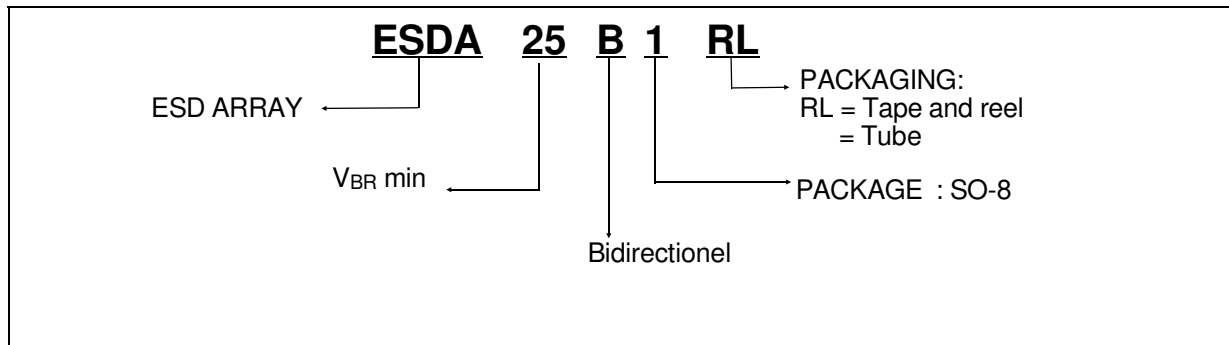 ESDA 25 B 1 RL
PACKAGING:
ESD ARRAY
RL = Tape and reel
= Tube
VBR min
PACKAGE : SO-8
Bidirectionel